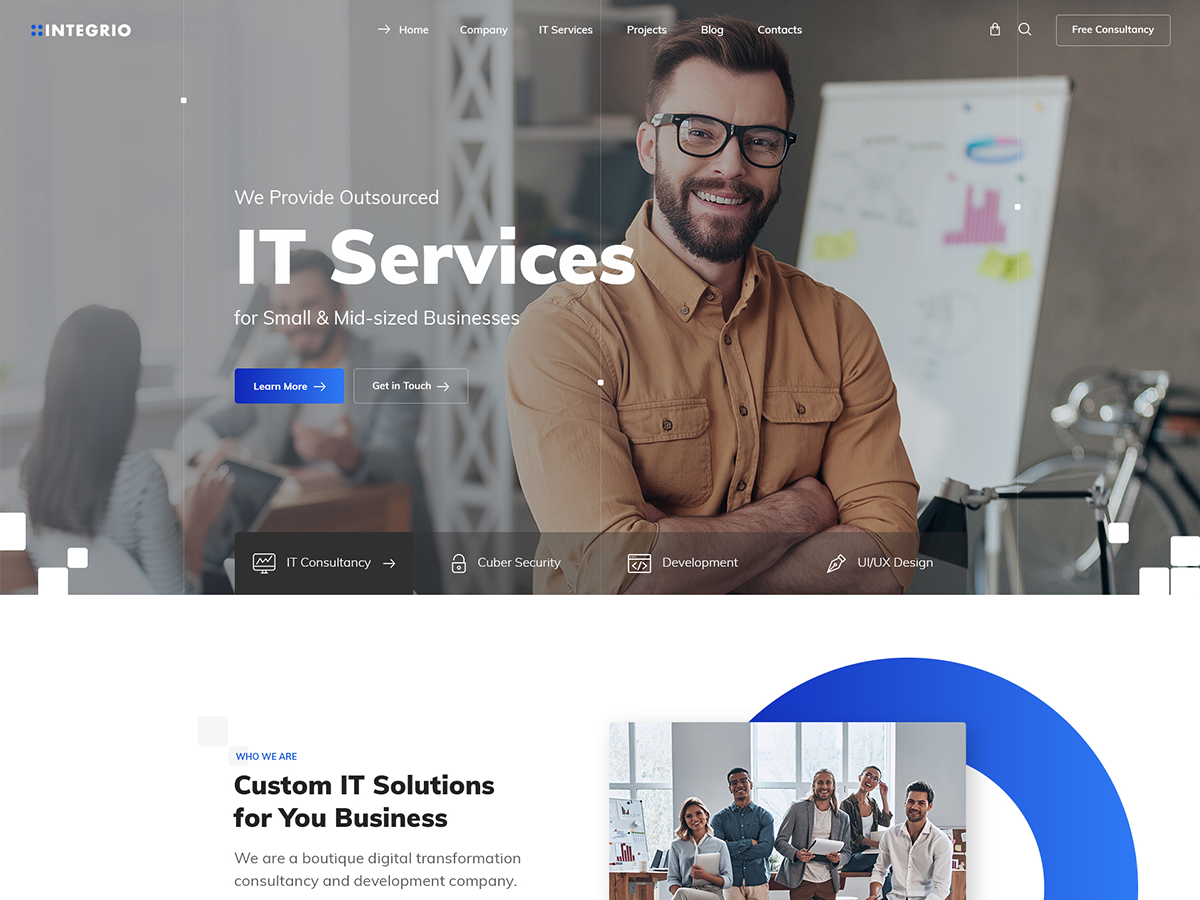 INTEGRIO
Home Company IT Services Projects Blog Contacts
Free Consultancy
We Provide Outsourced
IT Services
for Small & Mid-sized Businesses
Learn More
Get in Touch
IT Consultancy
Cuber Security
Development
UI/UX Design
WHO WE ARE
Custom IT Solutions
for You Business
We are a boutique digital transformation
consultancy and development company.